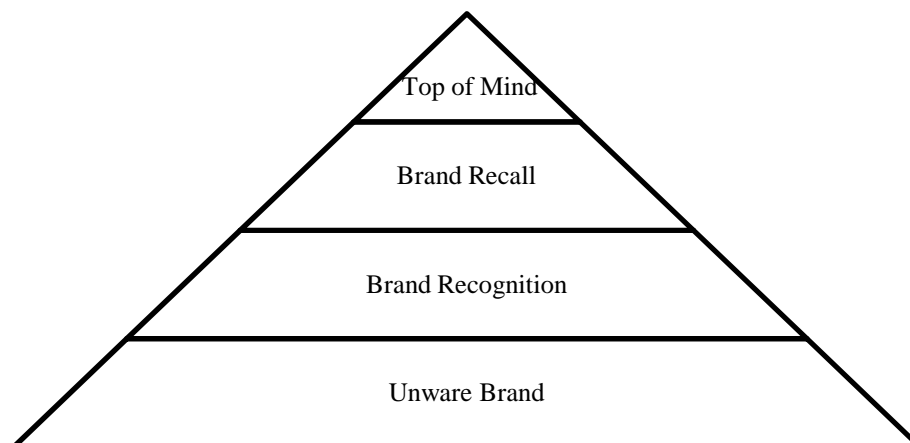 Top of Mind
Brand Recall
Brand Recognition
Unware Brand